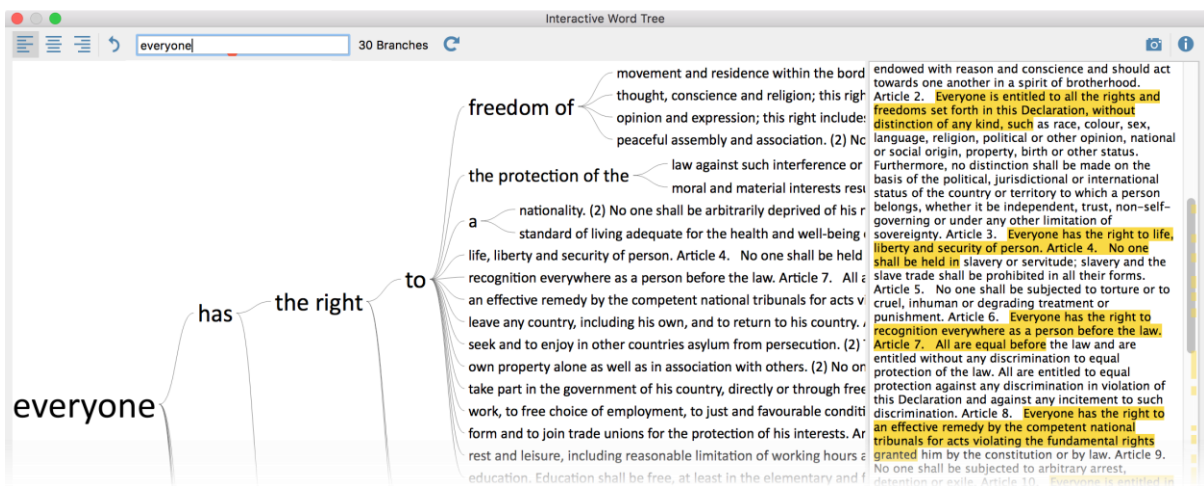 Interactive Word Tree
everyone
30 Branches
everyone
has
the right
to
freedom of
movement and residence within the bord
thought, conscience and religion; this righ
opinion and expression; this right includes
peaceful assembly and association. (2) No
the protection of the
law against such interference or
moral and material interests resu
a
nationality. (2) No one shall be arbitrarily deprived of his r
standard of living adequate for the health and well-being
life, liberty and security of person. Article 4. No one shall be held
recognition everywhere as a person before the law. Article 7. All a
an effective remedy by the competent national tribunals for acts v
leave any country, including his own, and to return to his country.
seek and to enjoy in other countries asylum from persecution. (2)
own property alone as well as in association with others. (2) No on
take part in the government of his country, directly or through free
work, to free choice of employment, to just and favourable conditi
form and to join trade unions for the protection of his interests. Ar
rest and leisure, including reasonable limitation of working hours a
education. Education shall be free, at least in the elementary and f
endowed with reason and conscience and should act
towards one another in a spirit of brotherhood.
Article 2. Everyone is entitled to all the rights and
freedoms set forth in this Declaration, without
distinction of any kind, such as race, colour, sex,
language, religion, political or other opinion, national
or social origin, property, birth or other status.
Furthermore, no distinction shall be made on the
basis of the political, jurisdictional or international
status of the country or territory to which a person
belongs, whether it be independent, trust, non-self-
governing or under any other limitation of
sovereignty. Article 3. Everyone has the right to life,
liberty and security of person. Article 4. No one
shall be held in slavery or servitude; slavery and the
slave trade shall be prohibited in all their forms.
Article 5. No one shall be subjected to torture or to
cruel, inhuman or degrading treatment or
punishment. Article 6. Everyone has the right to
recognition everywhere as a person before the law.
Article 7. All are equal before the law and are
entitled without any discrimination to equal
protection of the law. All are entitled to equal
protection against any discrimination in violation of
this Declaration and against any incitement to such
discrimination. Article 8. Everyone has the right to
an effective remedy by the competent national
tribunals for acts violating the fundamental rights
granted him by the constitution or by law. Article 9.
No one shall be subjected to arbitrary arrest,
detention or exile. Article 10. Everyone is entitled in